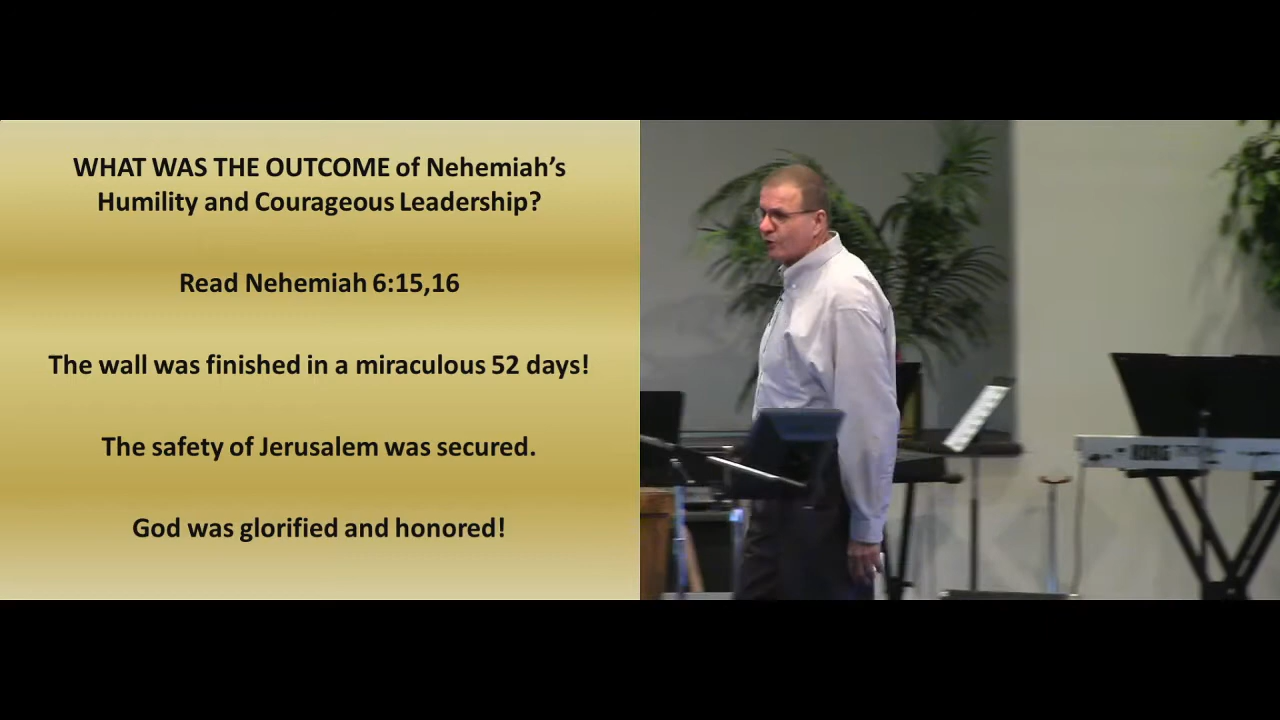 WHAT WAS THE OUTCOME of Nehemiah’s
Humility and Courageous Leadership?
Read Nehemiah 6:15,16
The wall was finished in a miraculous 52 days!
The safety of Jerusalem was secured.
God was glorified and honored!
KORG